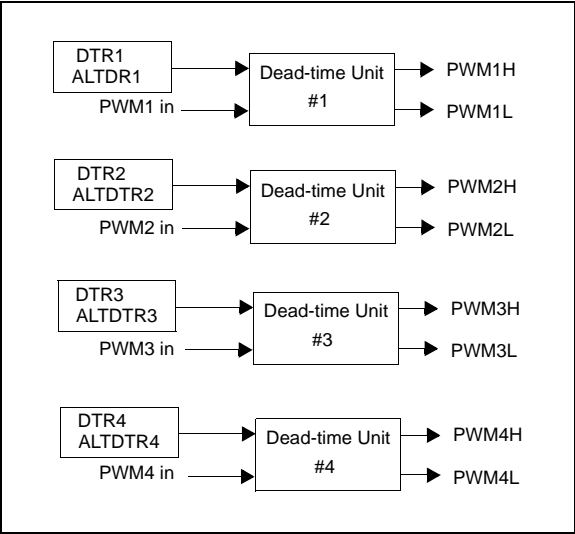 DTR1
ALTDR1
Dead-time Unit
#1
PWM1H
PWM1 in
PWM1L
DTR2
ALTDTR2
Dead-time Unit
#2
PWM2H
PWM2 in
PWM2L
DTR3
ALTDTR3
Dead-time Unit
#3
PWM3H
PWM3 in
PWM3L
DTR4
ALTDTR4
Dead-time Unit
#4
PWM4H
PWM4 in
PWM4L